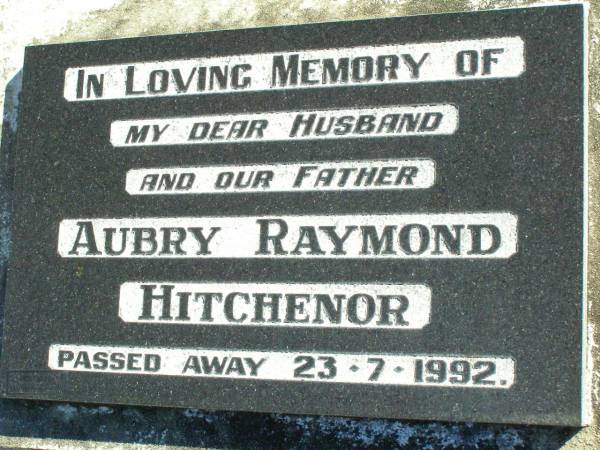 IN LOVING MEMORY OF
MY DEAR HUSBAND
AND OUR FATHER
AUBRY RAYMOND
HITCHENOR
PASSED AWAY 23·7·1992.